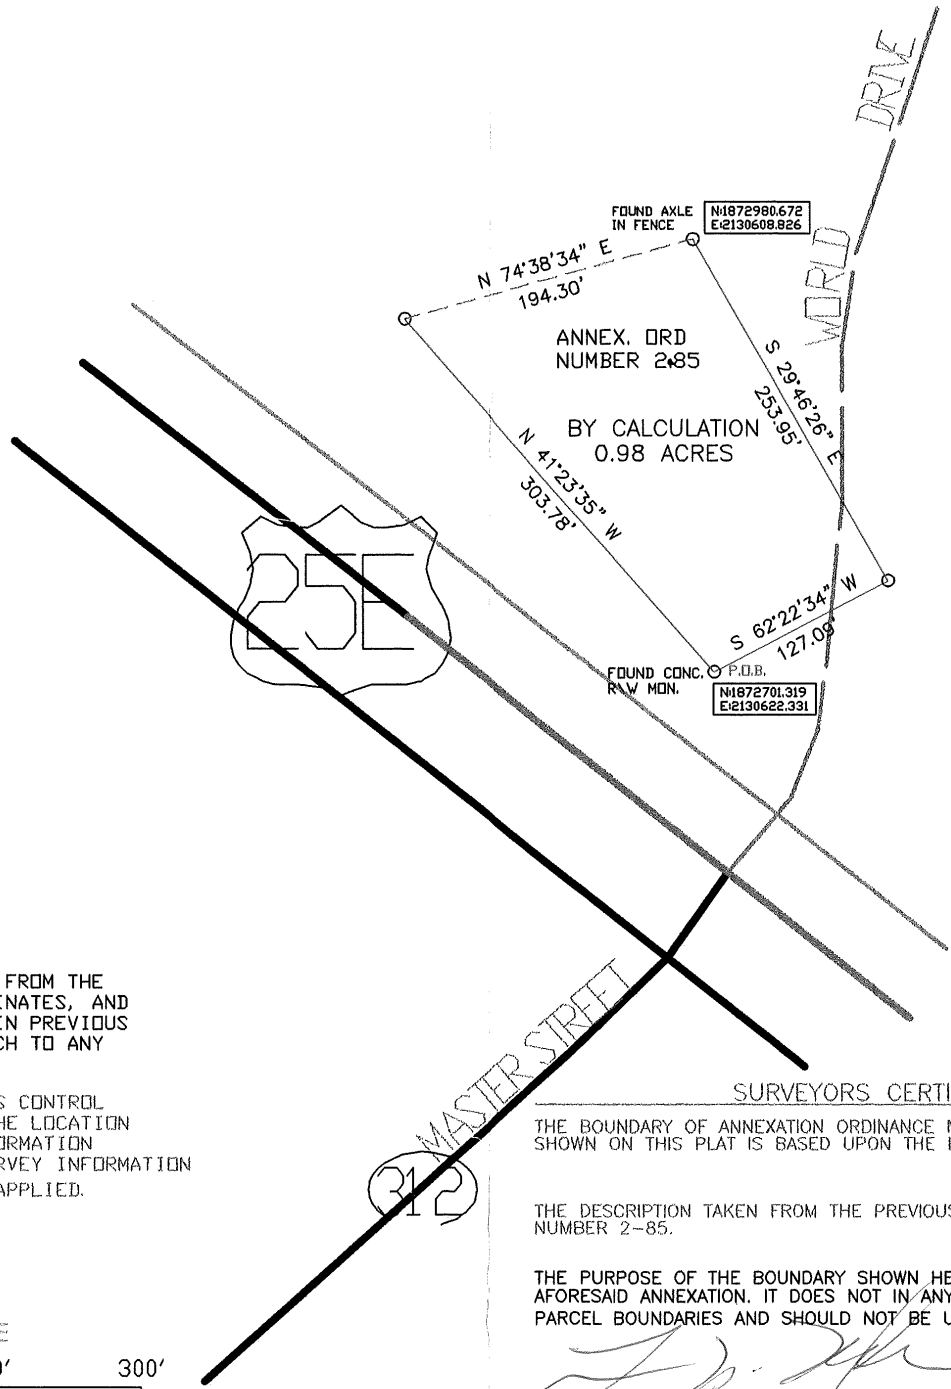 WORLD DRIVE
FOUND AXLE
IN FENCE
N:1872980.672
E:2130608.826
N 74°38'34" E
194.30'
ANNEX. ORD
NUMBER 2-85
S 29°46'26" E
253.95'
BY CALCULATION
0.98 ACRES
N 41°23'35" W
303.78'
25E
S 62°22'34" W
127.09'
FOUND CONC.
R\W MON.
P.O.B.
N:1872701.319
E:2130622.331
MASTER STREET
312
FROM THE
ENATES, AND
EN PREVIOUS
CH TO ANY
S CONTROL
HE LOCATION
ORMATION
RVEY INFORMATION
APPLIED.
300'
SURVEYORS CERTI
THE BOUNDARY OF ANNEXATION ORDINANCE
SHOWN ON THIS PLAT IS BASED UPON THE
THE DESCRIPTION TAKEN FROM THE PREVIOUS
NUMBER 2-85.
THE PURPOSE OF THE BOUNDARY SHOWN HE
AFORESAID ANNEXATION. IT DOES NOT IN ANY
PARCEL BOUNDARIES AND SHOULD NOT BE U